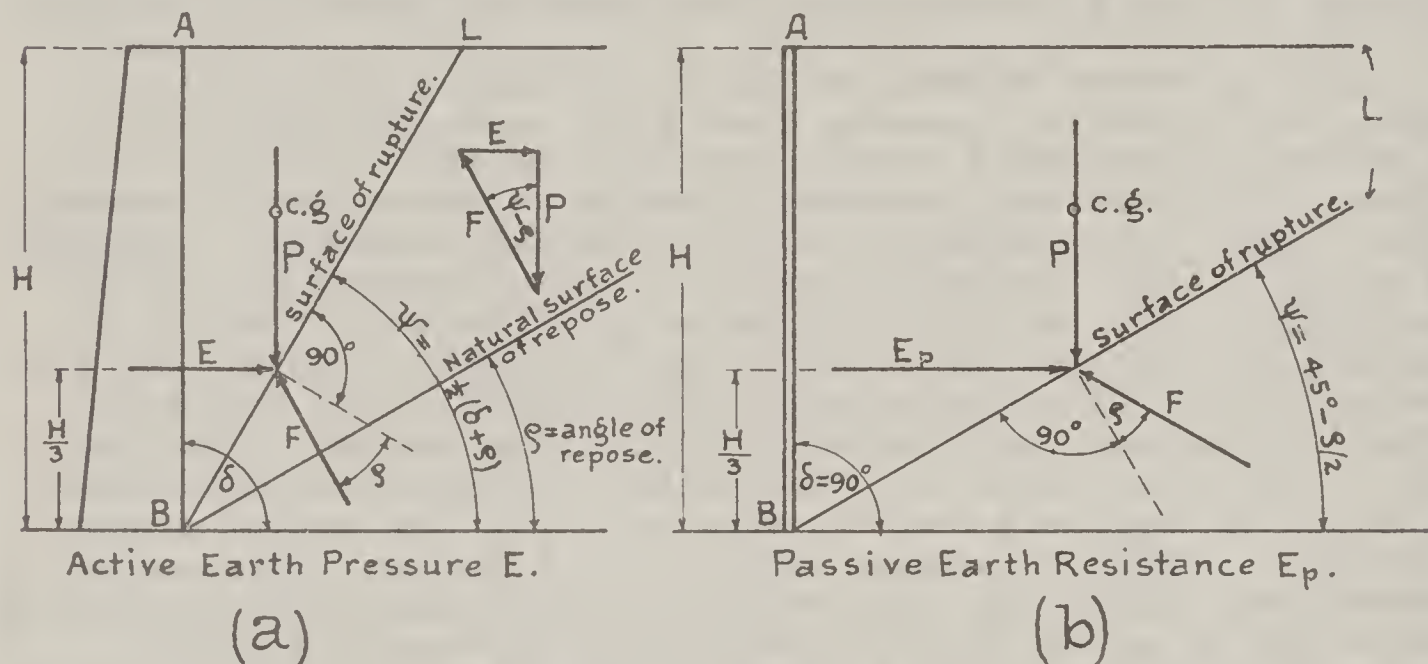 A
L
H
Surface of rupture.
E
F
P
ψ-ρ
c.g.
P
Natural surface
of repose.
ψ =
½(δ+ρ)
E
90°
H/3
F
ρ
ρ=angle of
repose.
δ
B
Active Earth Pressure E.
(a)
A
L
H
c.g.
P
Surface of rupture.
Ep
ψ = 45°-ρ/2
H/3
90°
ρ
F
δ=90°
B
Passive Earth Resistance Ep.
(b)